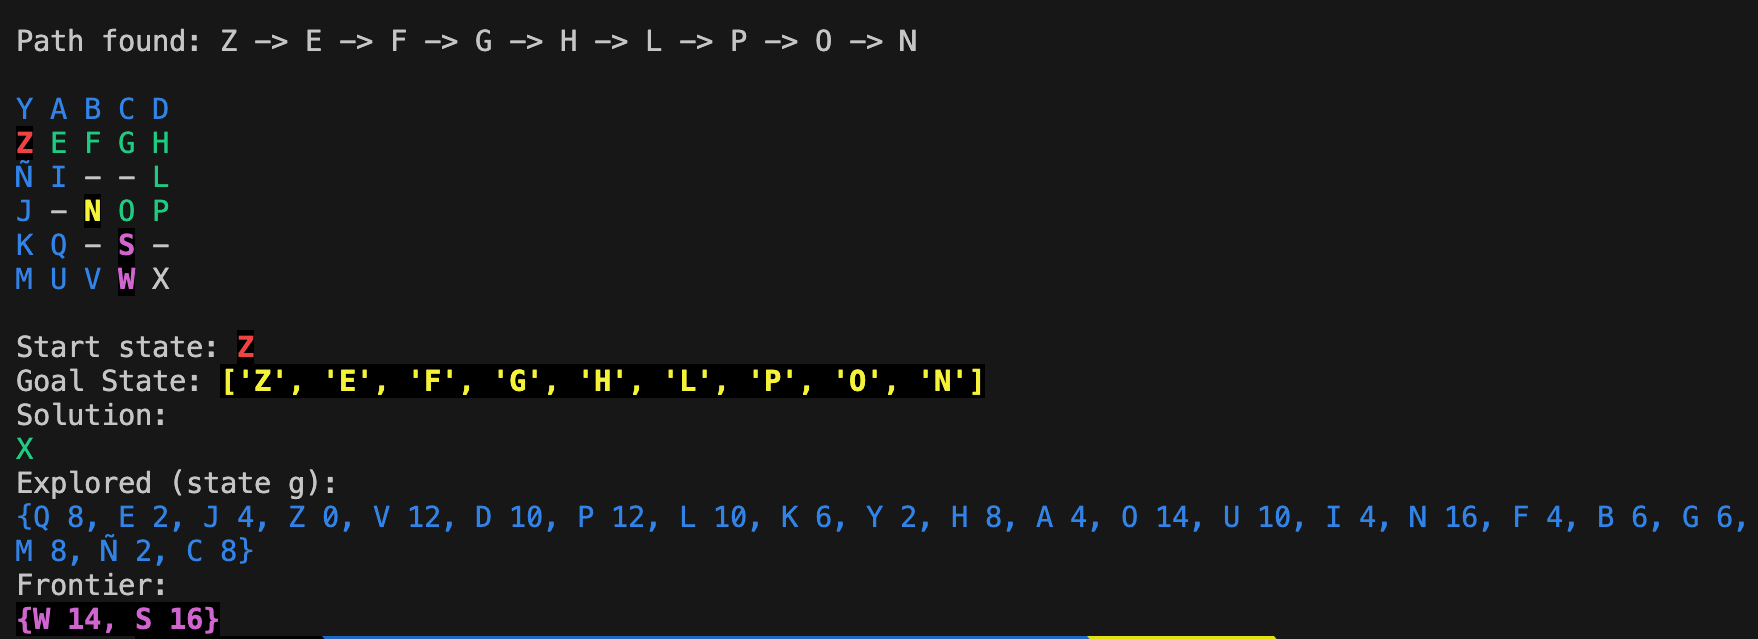 Path found: Z —> E —> F —> G —> H —> L —> P —> O —> N
Y A B C D
Z E F G H
Ñ I – – L
J – N O P
K Q – S –
M U V W X
Start state: Z
Goal State: ['Z', 'E', 'F', 'G', 'H', 'L', 'P', 'O', 'N']
Solution:
X
Explored (state g):
{Q 8, E 2, J 4, Z 0, V 12, D 10, P 12, L 10, K 6, Y 2, H 8, A 4, O 14, U 10, I 4, N 16, F 4, B 6, G 6,
M 8, Ñ 2, C 8}
Frontier:
{W 14, S 16}